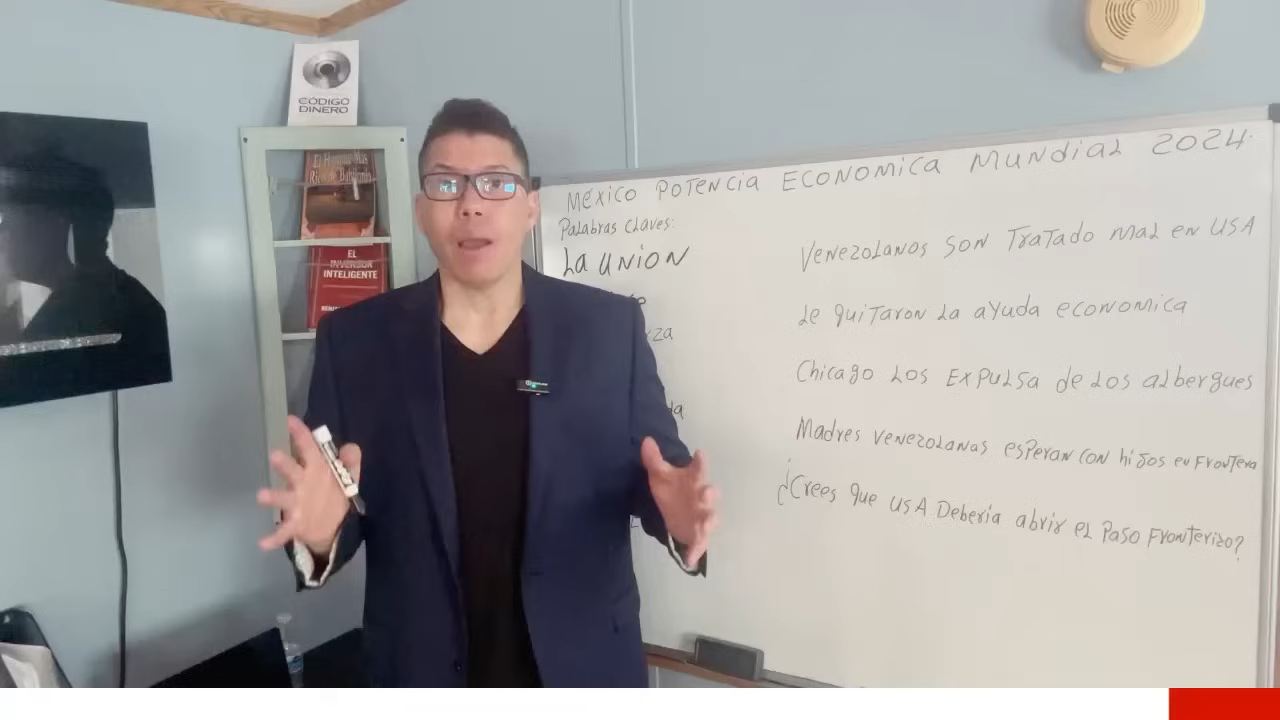 CÓDIGO
DINERO
El Hombre Más
Rico de Babilonia
EL
INVERSOR
INTELIGENTE
MÉXICO POTENCIA ECONOMICA MUNDIAL 2024
Palabras Claves:
La UNION
Venezolanos son Tratado mal en USA
Le quitaron la ayuda economica
Chicago Los Expulsa de los albergues
Madres venezolanas esperan con hijos en Frontera
¿Crees que USA Deberia abrir el Paso Fronterizo?